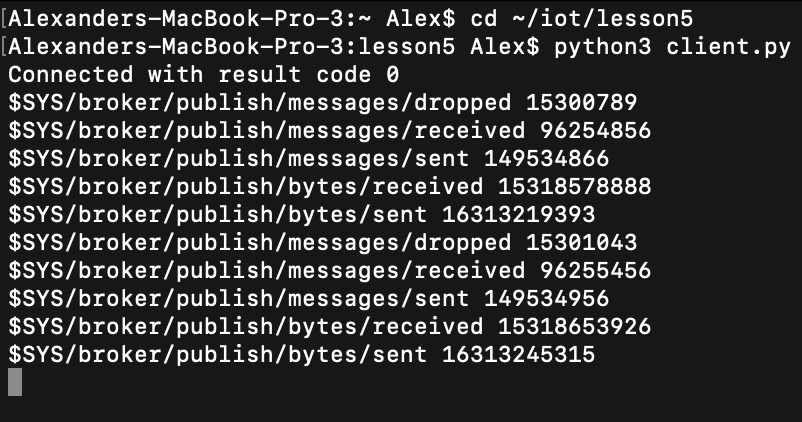 [Alexanders-MacBook-Pro-3:~ Alex$ cd ~/iot/lesson5
[Alexanders-MacBook-Pro-3:lesson5 Alex$ python3 client.py
Connected with result code 0
$SYS/broker/publish/messages/dropped 15300789
$SYS/broker/publish/messages/received 96254856
$SYS/broker/publish/messages/sent 149534866
$SYS/broker/publish/bytes/received 15318578888
$SYS/broker/publish/bytes/sent 16313219393
$SYS/broker/publish/messages/dropped 15301043
$SYS/broker/publish/messages/received 96255456
$SYS/broker/publish/messages/sent 149534956
$SYS/broker/publish/bytes/received 15318653926
$SYS/broker/publish/bytes/sent 16313245315